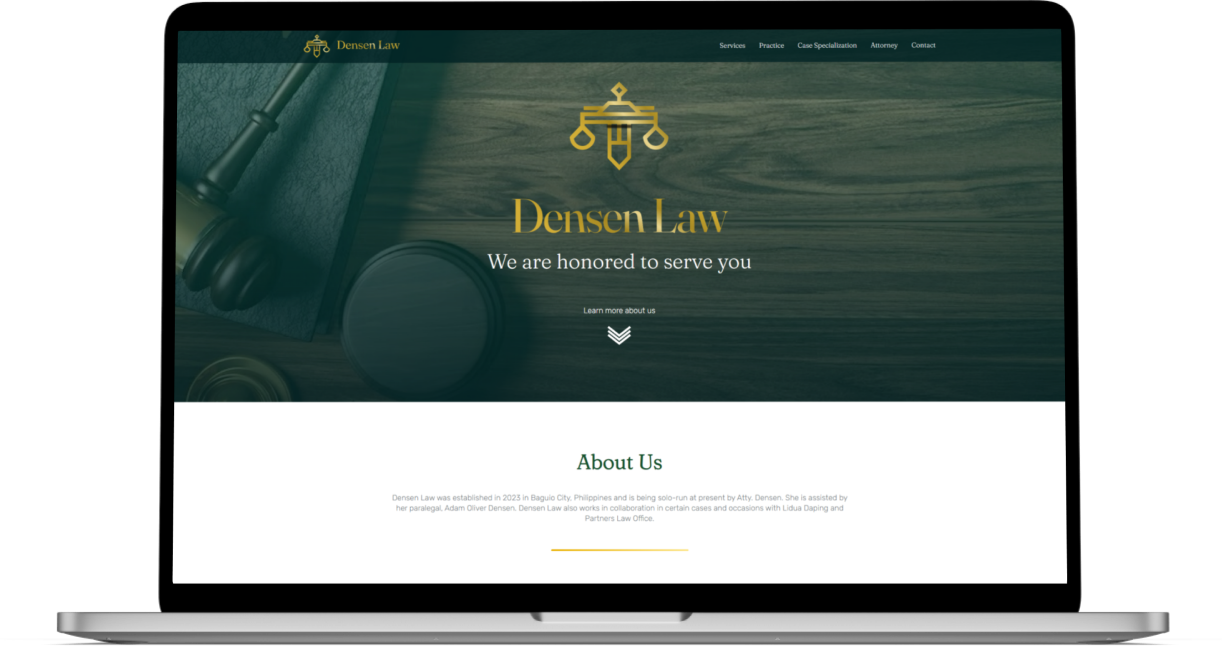 Densen Law
Services
Practice
Case Specialization
Attorney
Contact
Densen Law
We are honored to serve you
Learn more about us
About Us
Densen Law was established in 2023 in Baguio City, Philippines and is being solo-run at present by Atty. Densen. She is assisted by
her paralegal, Adam Oliver Densen. Densen Law also works in collaboration in certain cases and occasions with Lidua Daping and
Partners Law Office.